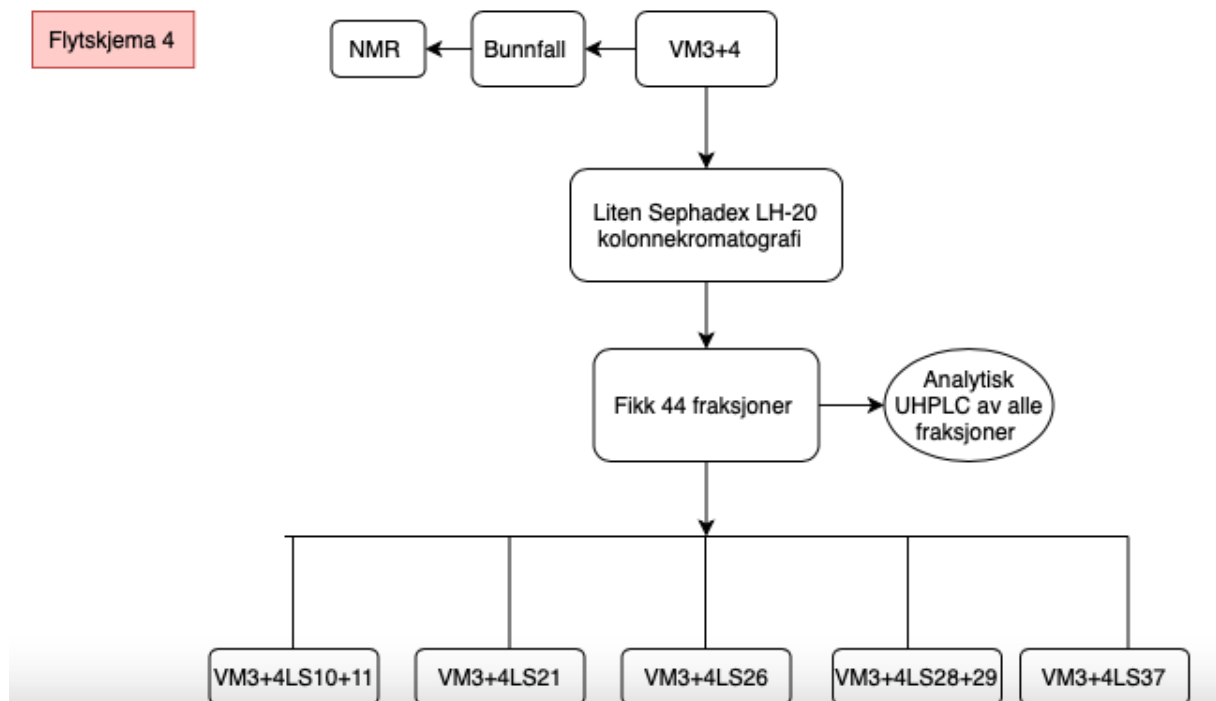 Flytskjema 4
NMR
Bunnfall
VM3+4
Liten Sephadex LH-20
kolonnekromatografi
Fikk 44 fraksjoner
Analytisk
UHPLC av alle
fraksjoner
VM3+4LS10+11
VM3+4LS21
VM3+4LS26
VM3+4LS28+29
VM3+4LS37